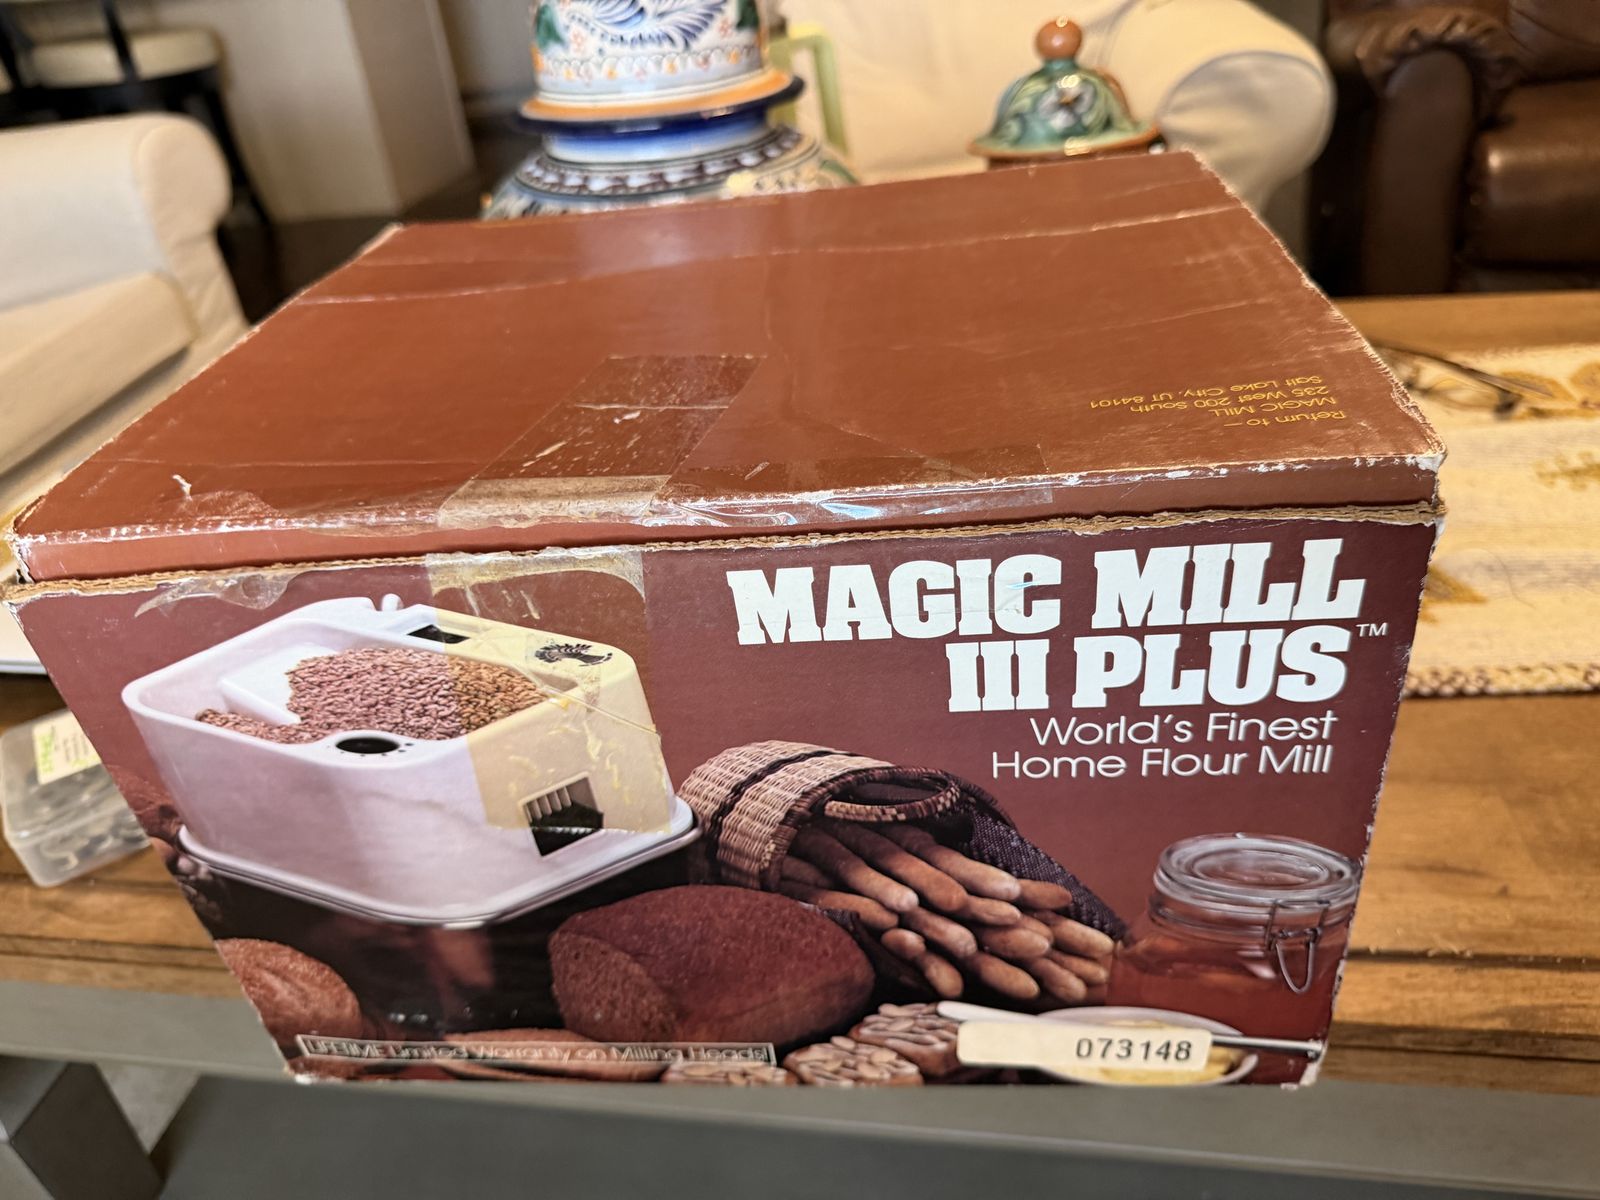 Return to —
MAGIC MILL
235 West 200 South
Salt Lake City, UT 84101
MAGIC MILL
III PLUS™
World's Finest
Home Flour Mill
LIFETIME Limited Warranty on Milling Heads!
073148